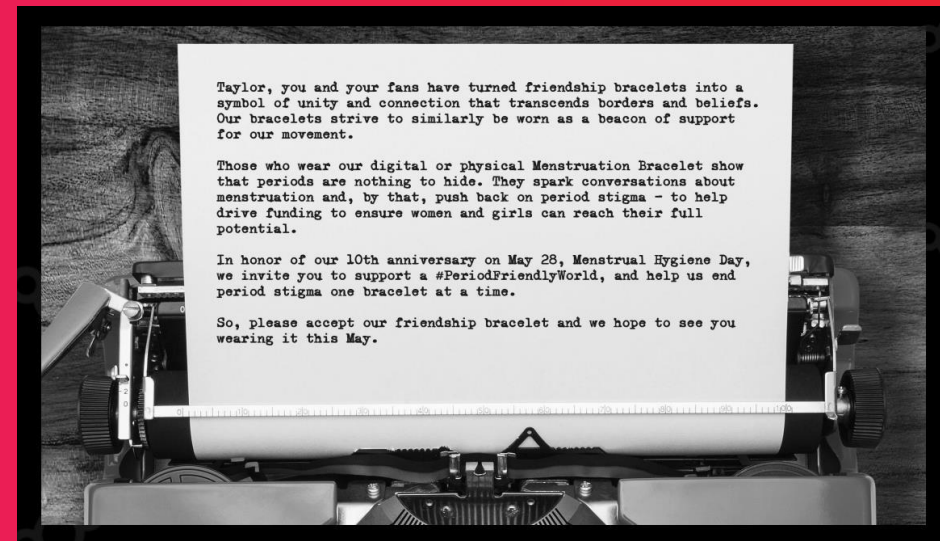 Taylor, you and your fans have turned friendship bracelets into a
symbol of unity and connection that transcends borders and beliefs.
Our bracelets strive to similarly be worn as a beacon of support
for our movement.
Those who wear our digital or physical Menstruation Bracelet show
that periods are nothing to hide. They spark conversations about
menstruation and, by that, push back on period stigma – to help
drive funding to ensure women and girls can reach their full
potential.
In honor of our 10th anniversary on May 28, Menstrual Hygiene Day,
we invite you to support a #PeriodFriendlyWorld, and help us end
period stigma one bracelet at a time.
So, please accept our friendship bracelet and we hope to see you
wearing it this May.